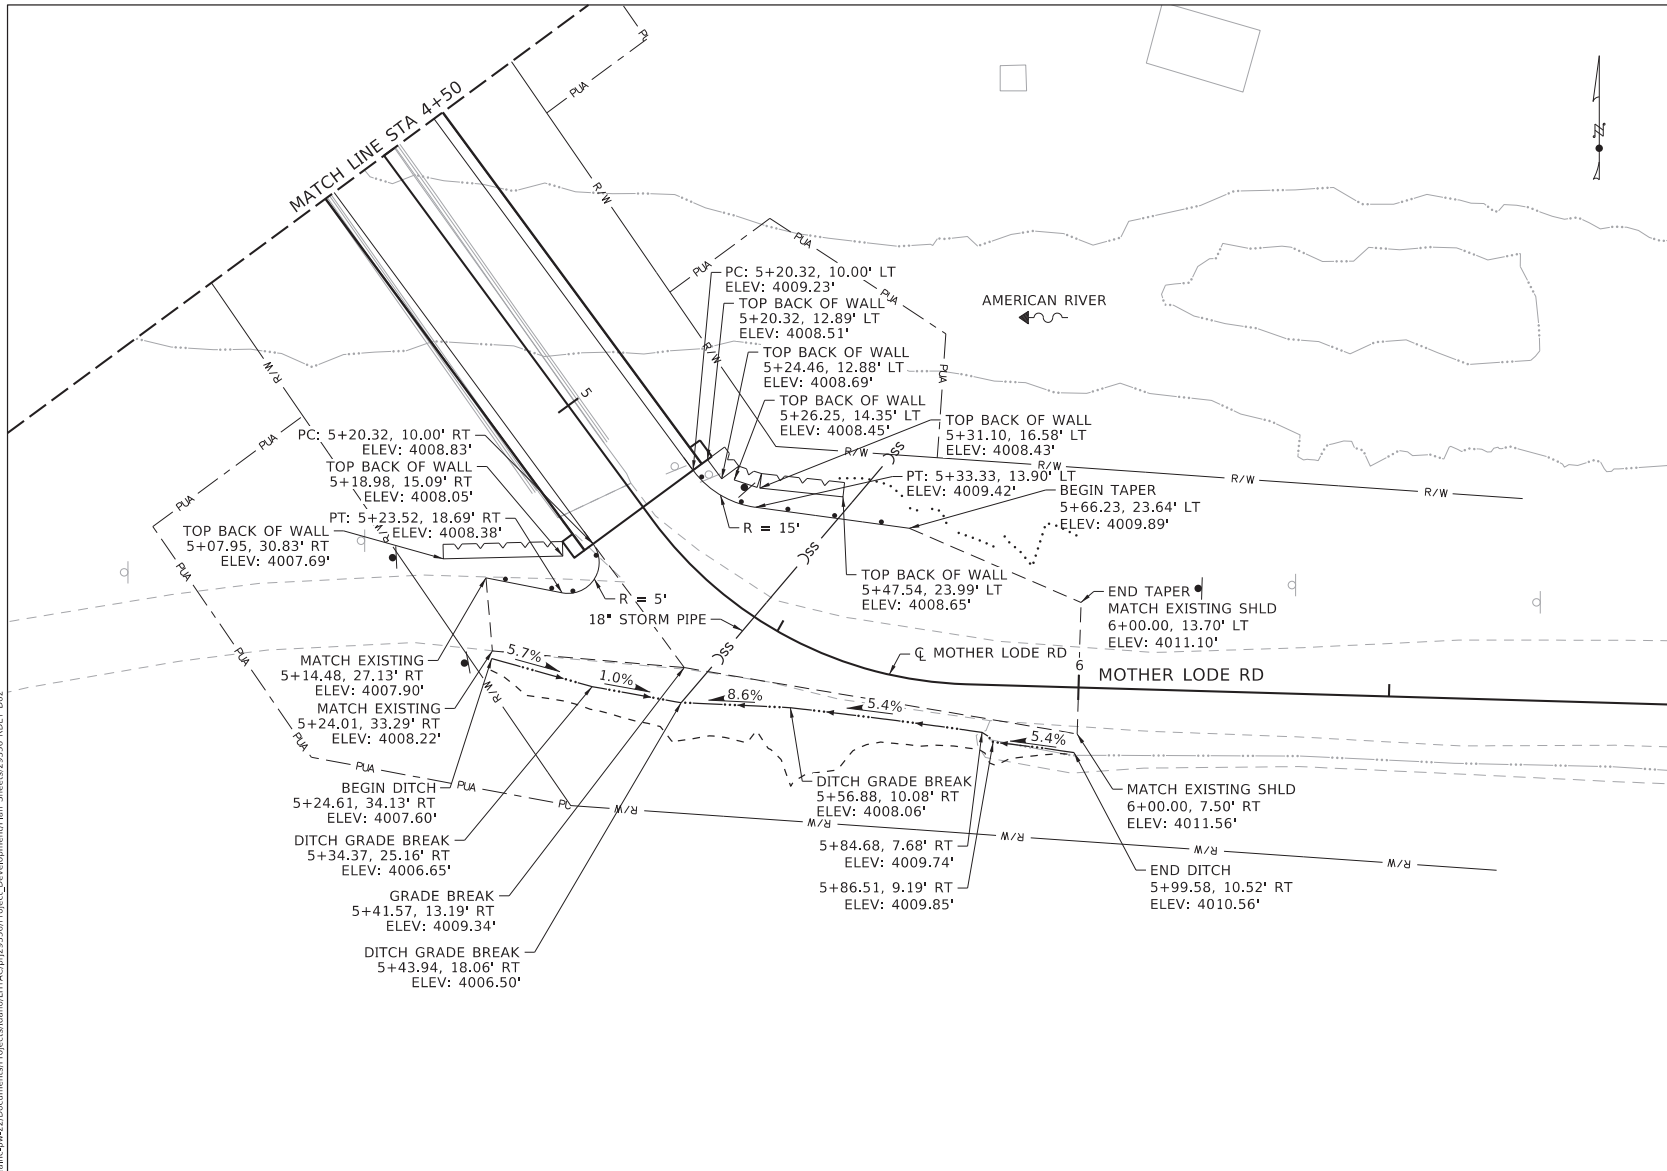 PL
PUA
MATCH LINE STA 4+50
R/W
N
PUA
PUA
PUA
PC: 5+20.32, 10.00' LT
ELEV: 4009.23'
TOP BACK OF WALL
5+20.32, 12.89' LT
ELEV: 4008.51'
AMERICAN RIVER
R/W
R/W
TOP BACK OF WALL
5+24.46, 12.88' LT
ELEV: 4008.69'
PUA
5
TOP BACK OF WALL
5+26.25, 14.35' LT
ELEV: 4008.45'
TOP BACK OF WALL
5+31.10, 16.58' LT
ELEV: 4008.43'
PUA
PC: 5+20.32, 10.00' RT
ELEV: 4008.83'
TOP BACK OF WALL
5+18.98, 15.09' RT
ELEV: 4008.05'
R/W
SS
R/W
R/W
R/W
PT: 5+33.33, 13.90' LT
ELEV: 4009.42'
BEGIN TAPER
5+66.23, 23.64' LT
ELEV: 4009.89'
PUA
PT: 5+23.52, 18.69' RT
ELEV: 4008.38'
TOP BACK OF WALL
5+07.95, 30.83' RT
ELEV: 4007.69'
R/W
R = 15'
SS
PUA
TOP BACK OF WALL
5+47.54, 23.99' LT
ELEV: 4008.65'
R = 5'
18" STORM PIPE
END TAPER
MATCH EXISTING SHLD
6+00.00, 13.70' LT
ELEV: 4011.10'
PUA
5.7%
SS
CL MOTHER LODE RD
6
MOTHER LODE RD
MATCH EXISTING
5+14.48, 27.13' RT
ELEV: 4007.90'
1.0%
8.6%
5.4%
R/W
MATCH EXISTING
5+24.01, 33.29' RT
ELEV: 4008.22'
5.4%
PUA
PUA
PUA
BEGIN DITCH
5+24.61, 34.13' RT
ELEV: 4007.60'
PL
R/W
DITCH GRADE BREAK
5+56.88, 10.08' RT
ELEV: 4008.06'
R/W
R/W
R/W
R/W
MATCH EXISTING SHLD
6+00.00, 7.50' RT
ELEV: 4011.56'
DITCH GRADE BREAK
5+34.37, 25.16' RT
ELEV: 4006.65'
5+84.68, 7.68' RT
ELEV: 4009.74'
5+86.51, 9.19' RT
ELEV: 4009.85'
END DITCH
5+99.58, 10.52' RT
ELEV: 4010.56'
GRADE BREAK
5+41.57, 13.19' RT
ELEV: 4009.34'
DITCH GRADE BREAK
5+43.94, 18.06' RT
ELEV: 4006.50'